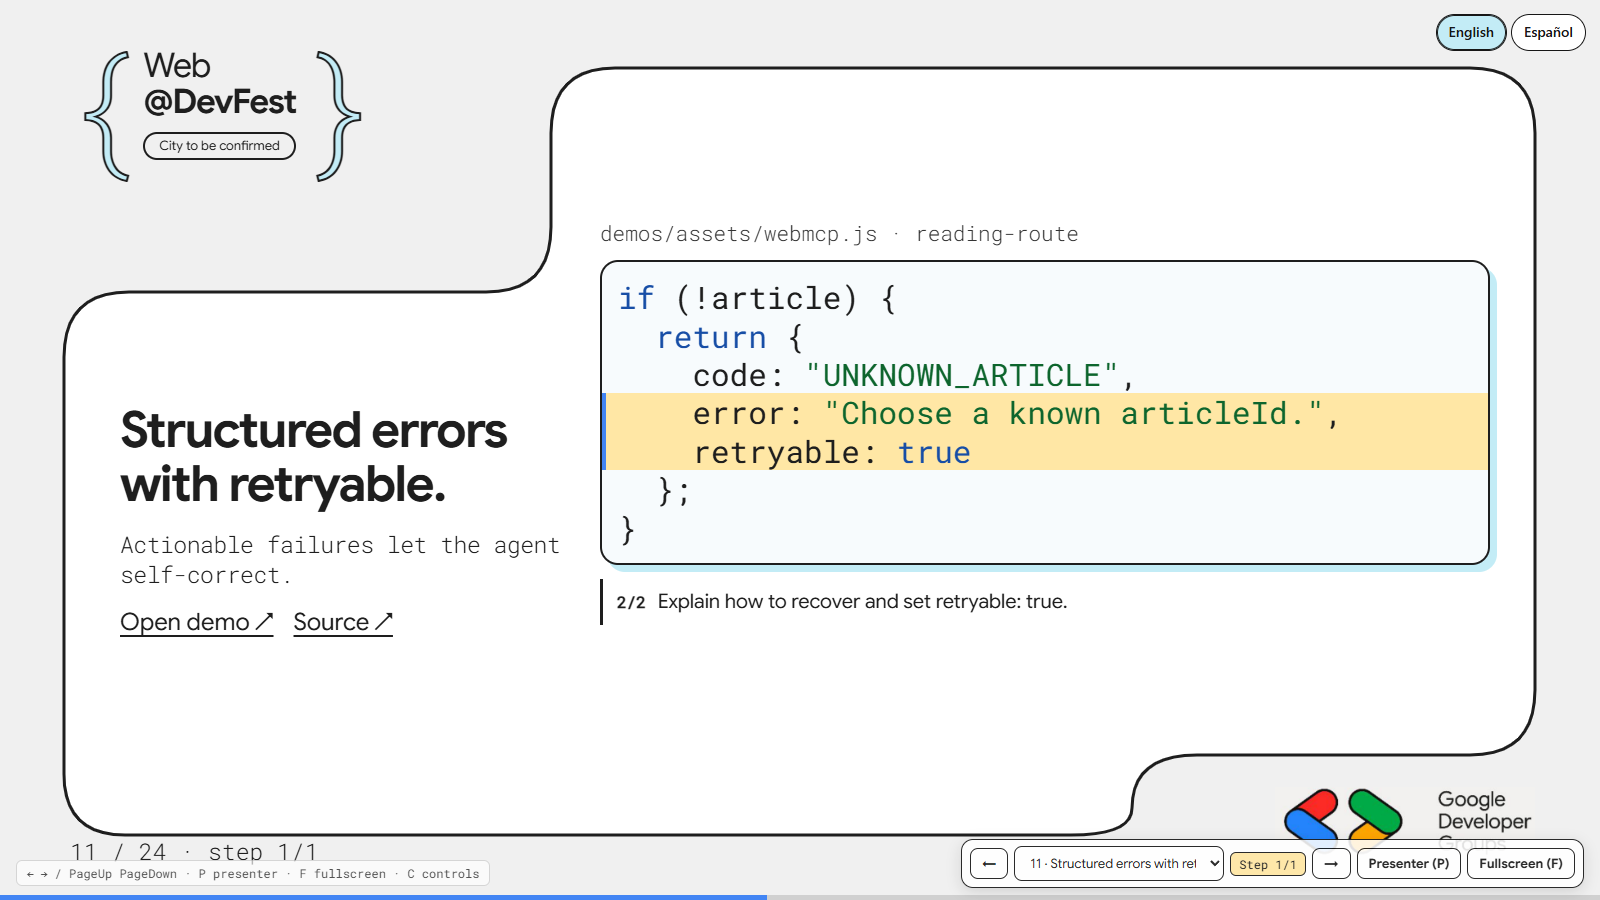 English
Español
Web
@DevFest
City to be confirmed
demos/assets/webmcp.js · reading-route
if (!article) {
return {
code: "UNKNOWN_ARTICLE",
error: "Choose a known articleId.",
retryable: true
};
}
2/2 Explain how to recover and set retryable: true.
Structured errors
with retryable.
Actionable failures let the agent
self-correct.
Open demo ↗ Source ↗
Google
Developer
Groups
11 / 24 · step 1/1
← → / PageUp PageDown · P presenter · F fullscreen · C controls
← 11 · Structured errors with ret Step 1/1 → Presenter (P) Fullscreen (F)